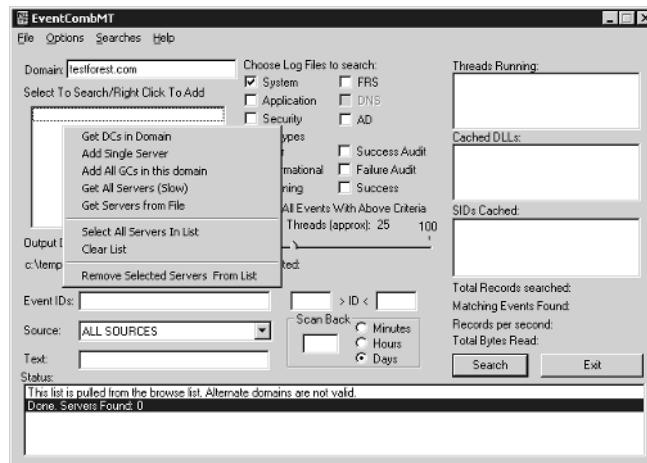 EventCombMT
File Options Searches Help
Domain: testforest.com
Select To Search/Right Click To Add
Choose Log Files to search:
System FRS
Application DNS
Security AD
ypes
Success Audit
mational Failure Audit
ning Success
All Events With Above Criteria
Threads (approx): 25 100
Get DCs in Domain
Add Single Server
Add All GCs in this domain
Get All Servers (Slow)
Get Servers from File
Select All Servers In List
Clear List
Remove Selected Servers From List
Output
c:\temp
ted:
Event IDs:
> ID <
Source: ALL SOURCES
Text:
Scan Back
Minutes
Hours
Days
Threads Running:
Cached DLLs:
SIDs Cached:
Total Records searched:
Matching Events Found:
Records per second:
Total Bytes Read:
Search Exit
Status:
This list is pulled from the browse list. Alternate domains are not valid.
Done. Servers Found: 0